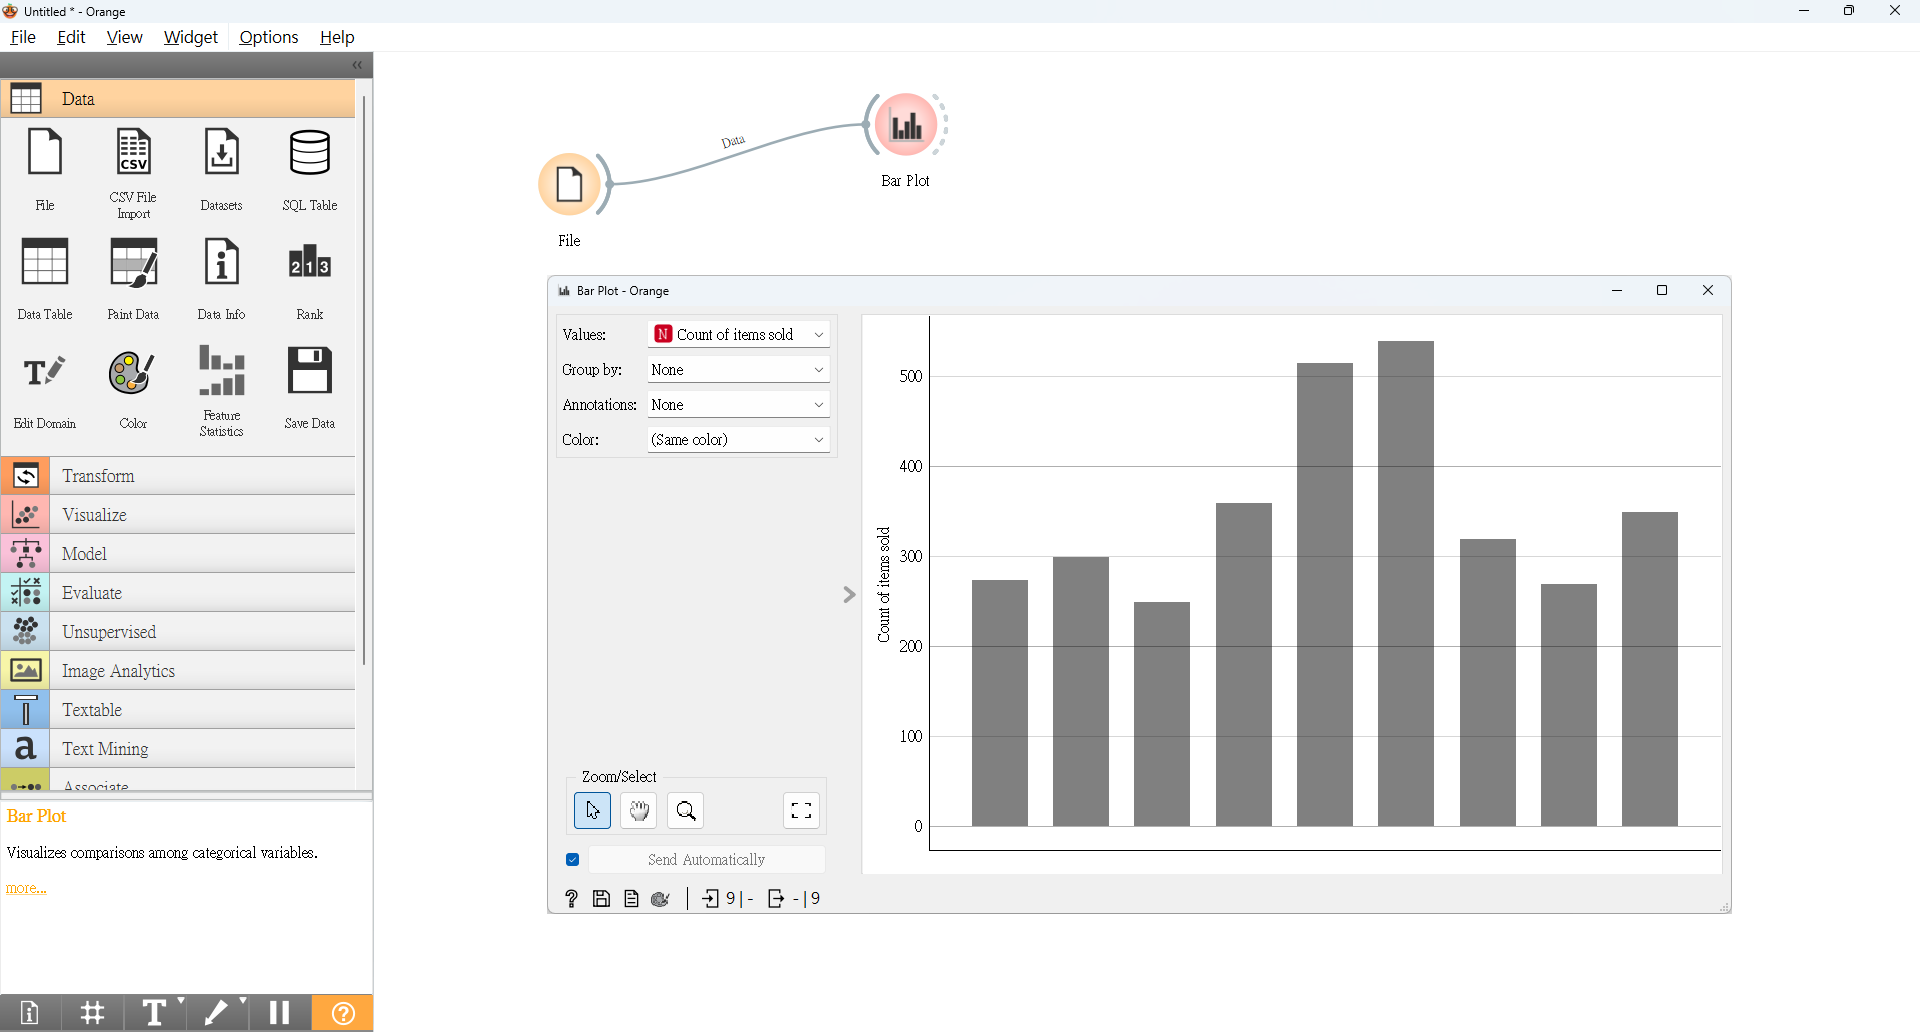 Untitled * - Orange
File Edit View Widget Options Help
Data
File
CSV File Import
Datasets
SQL Table
Data Table
Paint Data
Data Info
Rank
Edit Domain
Color
Feature Statistics
Save Data
Transform
Visualize
Model
Evaluate
Unsupervised
Image Analytics
Textable
Text Mining
Associate
Bar Plot
Visualizes comparisons among categorical variables.
more...
File
Data
Bar Plot
Bar Plot - Orange
Values: N Count of items sold
Group by: None
Annotations: None
Color: (Same color)
Zoom/Select
Send Automatically
? 9 | - - | 9
Count of items sold
500
400
300
200
100
0